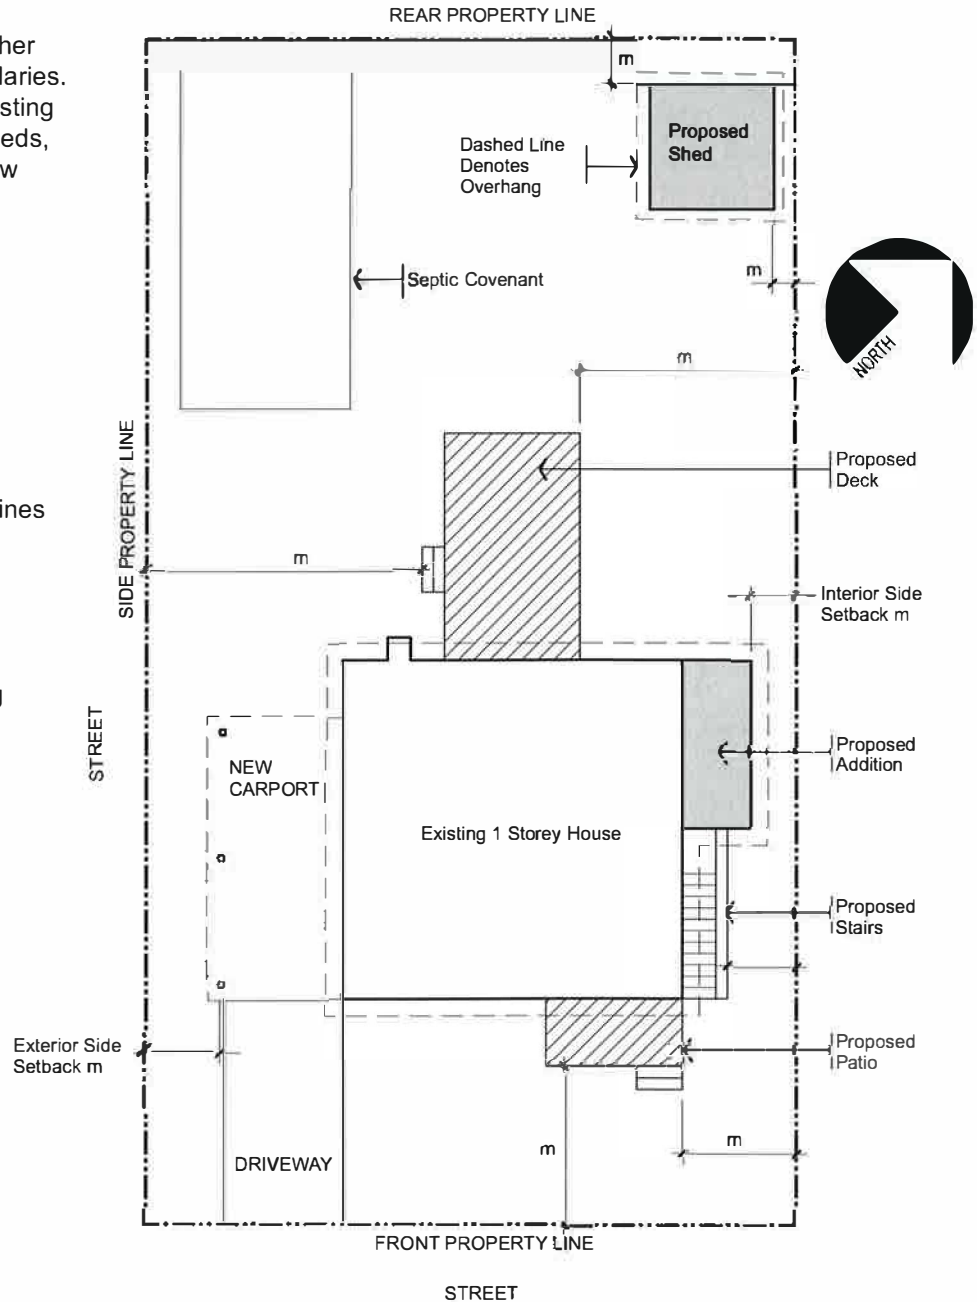 REAR PROPERTY LINE
her
laries.
sting
eds,
w
m
Proposed
Shed
Dashed Line
Denotes
Overhang
Septic Covenant
m
NORTH
m
SIDE PROPERTY LINE
Proposed
Deck
ines
m
Interior Side
Setback m
STREET
NEW
CARPORT
Existing 1 Storey House
Proposed
Addition
Proposed
Stairs
Exterior Side
Setback m
Proposed
Patio
m
m
DRIVEWAY
FRONT PROPERTY LINE
STREET